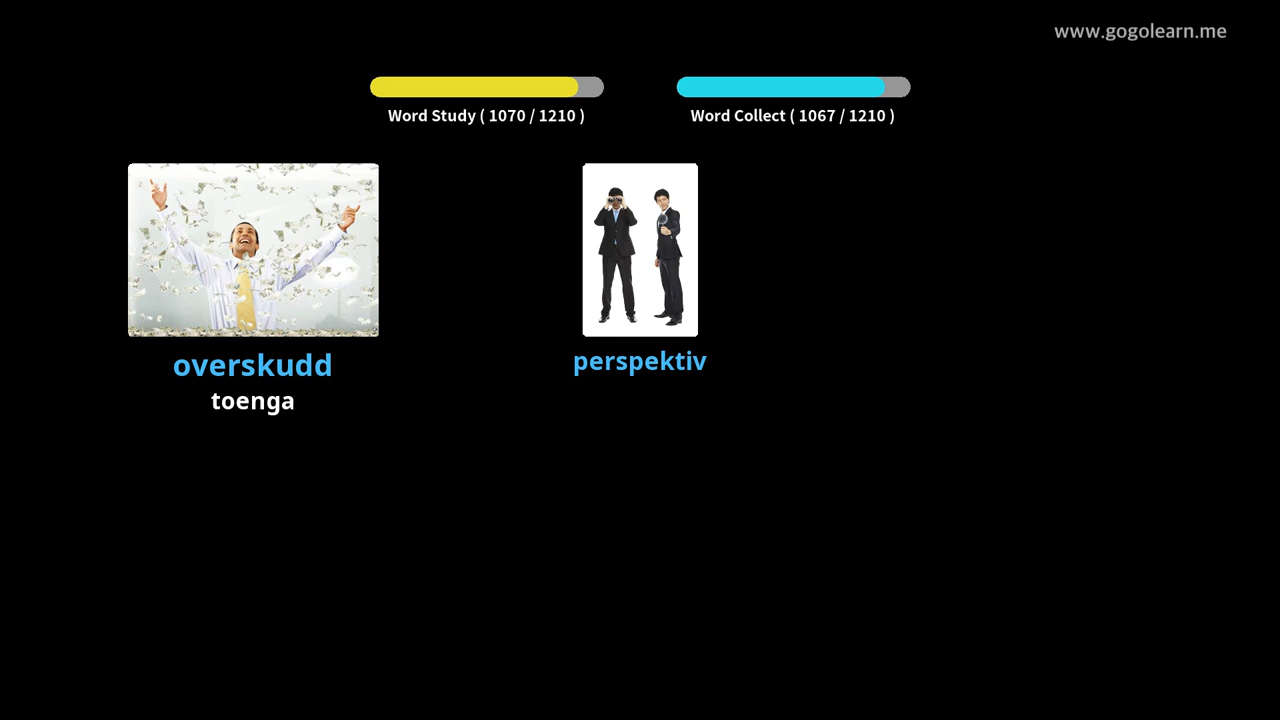 www.gogolearn.me
Word Study ( 1070 / 1210 )
Word Collect ( 1067 / 1210 )
overskudd
toenga
perspektiv